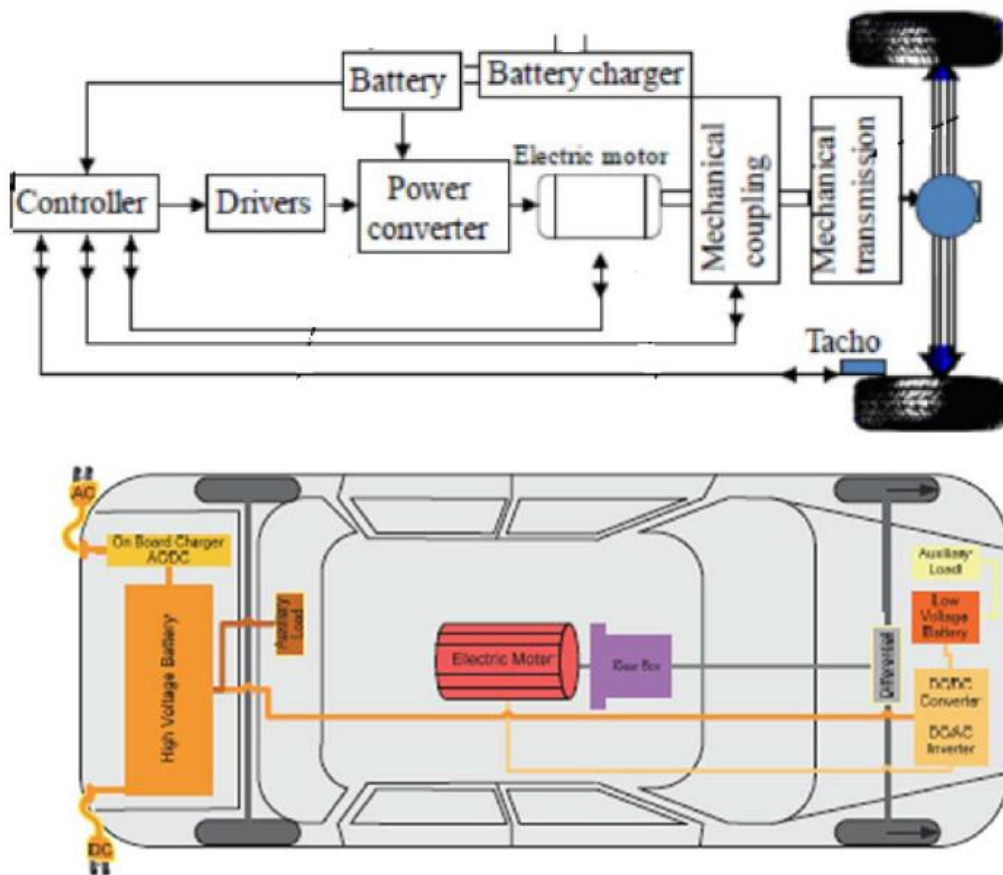 Battery
Battery charger
Electric motor
Controller
Drivers
Power
converter
Mechanical
coupling
Mechanical
transmission
Tacho
AC
On Board Charger
AC/DC
High Voltage Battery
Auxiliary
Load
Electric Motor
Gear Box
Differential
Auxiliary
Load
Low
Voltage
Battery
DC/DC
Converter
DC/AC
Inverter
DC